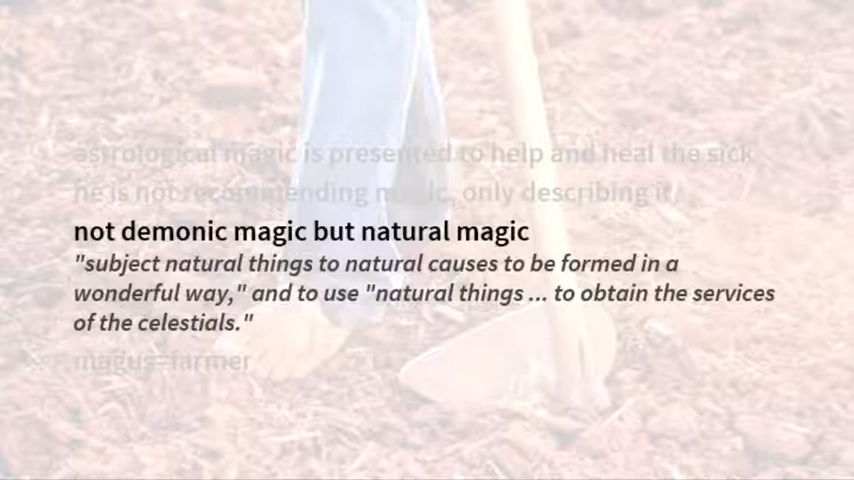 astrological magic is presented to help and heal the sick
he is not recommending magic, only describing it.
not demonic magic but natural magic
"subject natural things to natural causes to be formed in a
wonderful way," and to use "natural things ... to obtain the services
of the celestials."
magus=farmer